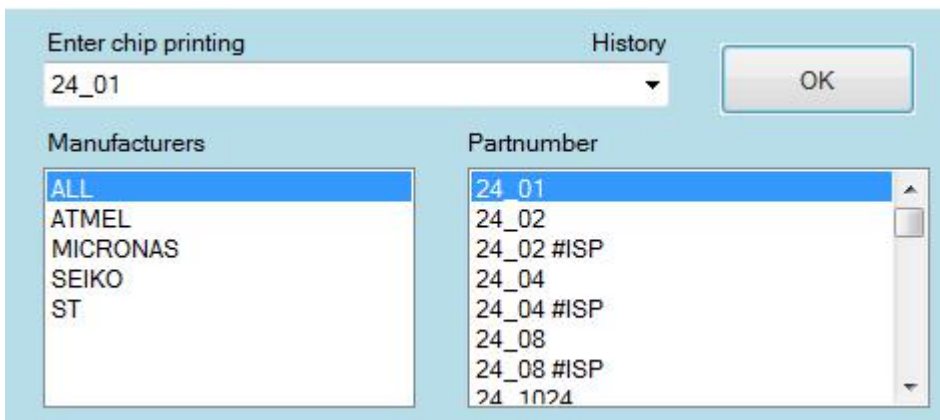 Enter chip printing History
24_01
OK
Manufacturers
ALL
ATMEL
MICRONAS
SEIKO
ST
Partnumber
24_01
24_02
24_02 #ISP
24_04
24_04 #ISP
24_08
24_08 #ISP
24_1024